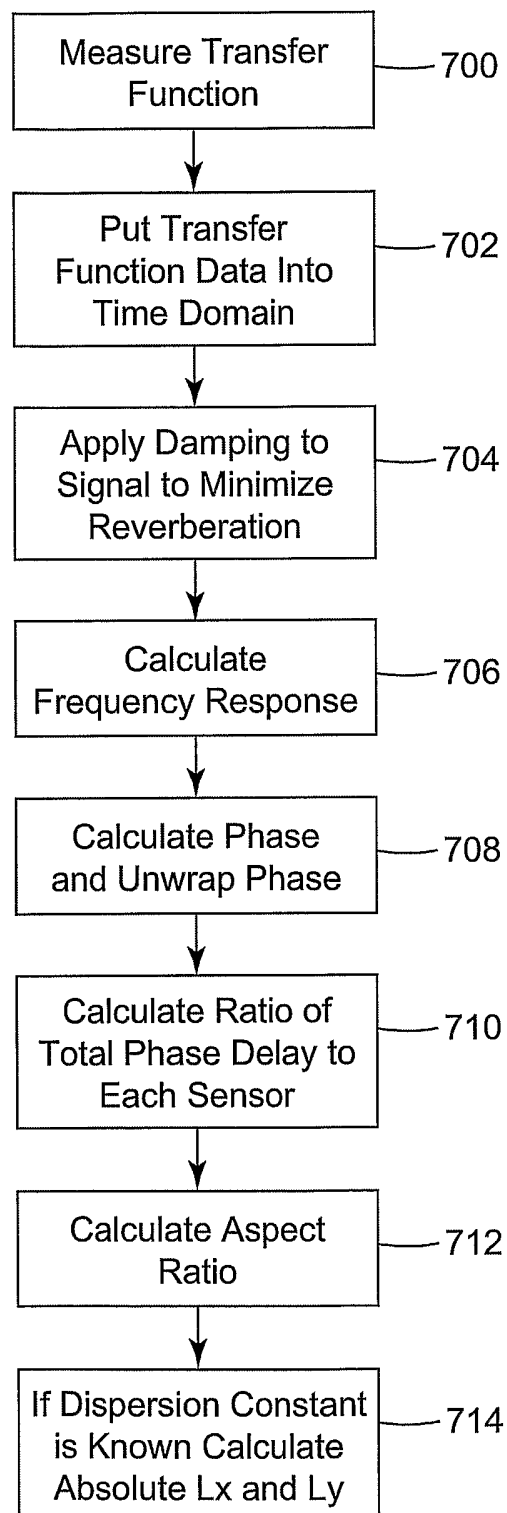 Measure Transfer
Function
700
Put Transfer
Function Data Into
Time Domain
702
Apply Damping to
Signal to Minimize
Reverberation
704
Calculate
Frequency Response
706
Calculate Phase
and Unwrap Phase
708
Calculate Ratio of
Total Phase Delay to
Each Sensor
710
Calculate Aspect
Ratio
712
If Dispersion Constant
is Known Calculate
Absolute Lx and Ly
714